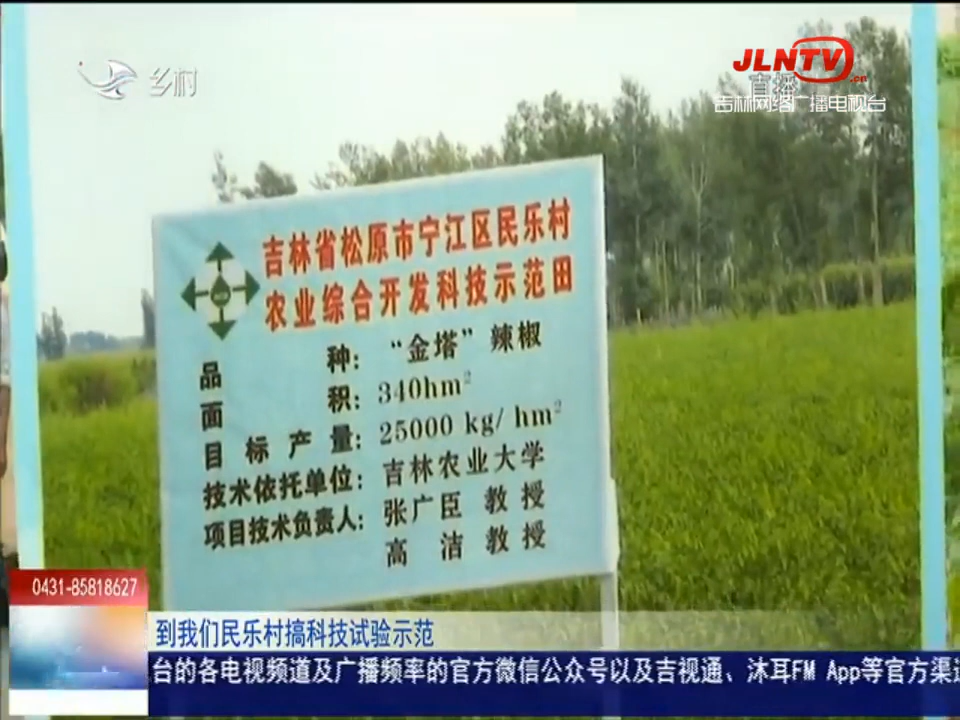 乡村
JLNTV.cn
直播
吉林网络广播电视台
吉林省松原市宁江区民乐村
农业综合开发科技示范田
品 种：“金塔”辣椒
面 积：340hm²
目标产量：25000 kg/hm²
技术依托单位：吉林农业大学
项目技术负责人：张广臣 教授
高 洁 教授
0431-85818627
到我们民乐村搞科技试验示范
台的各电视频道及广播频率的官方微信公众号以及吉视通、沐耳FM App等官方渠道